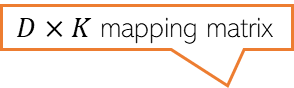 D × K mapping matrix